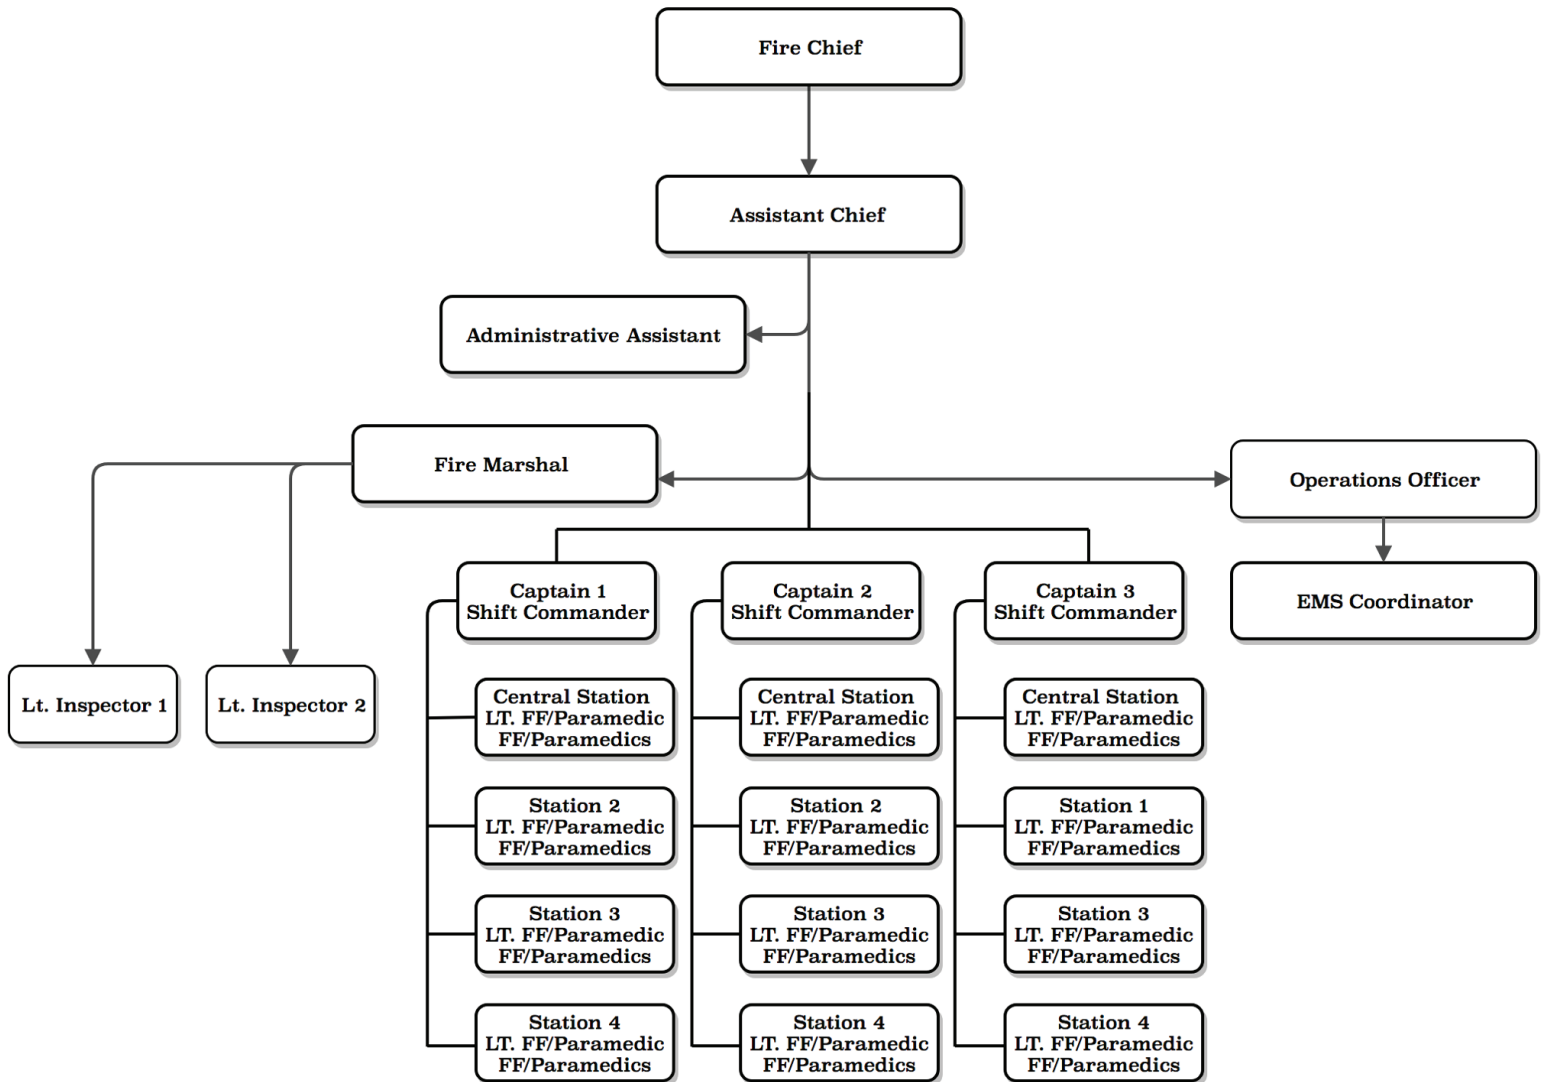 Fire Chief
Assistant Chief
Administrative Assistant
Fire Marshal
Operations Officer
Captain 1
Shift Commander
Captain 2
Shift Commander
Captain 3
Shift Commander
EMS Coordinator
Lt. Inspector 1
Lt. Inspector 2
Central Station
LT. FF/Paramedic
FF/Paramedics
Central Station
LT. FF/Paramedic
FF/Paramedics
Central Station
LT. FF/Paramedic
FF/Paramedics
Station 2
LT. FF/Paramedic
FF/Paramedics
Station 2
LT. FF/Paramedic
FF/Paramedics
Station 1
LT. FF/Paramedic
FF/Paramedics
Station 3
LT. FF/Paramedic
FF/Paramedics
Station 3
LT. FF/Paramedic
FF/Paramedics
Station 3
LT. FF/Paramedic
FF/Paramedics
Station 4
LT. FF/Paramedic
FF/Paramedics
Station 4
LT. FF/Paramedic
FF/Paramedics
Station 4
LT. FF/Paramedic
FF/Paramedics